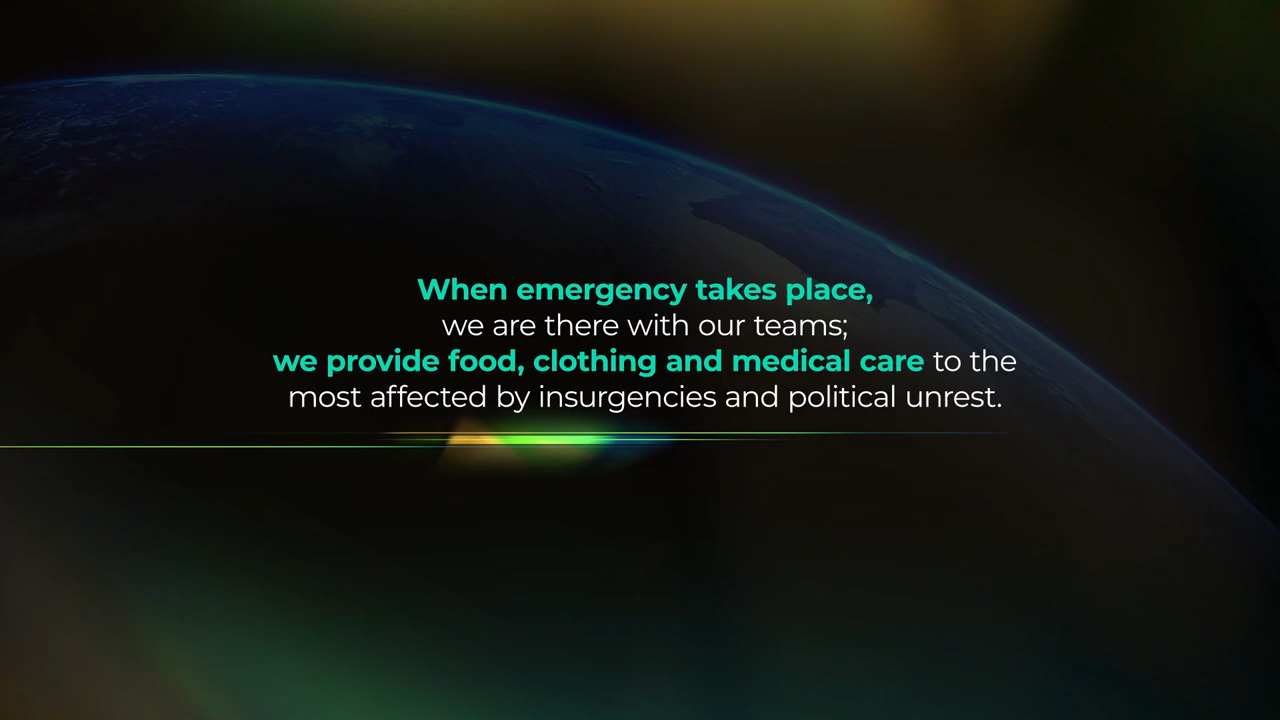 When emergency takes place,
we are there with our teams;
we provide food, clothing and medical care to the
most affected by insurgencies and political unrest.